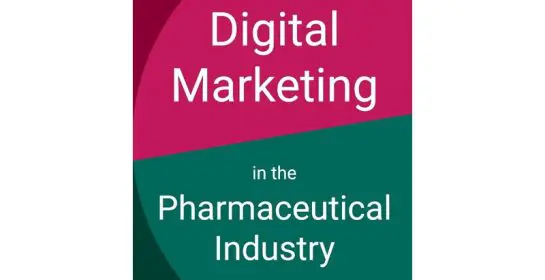 Digital
Marketing
in the
Pharmaceutical
Industry